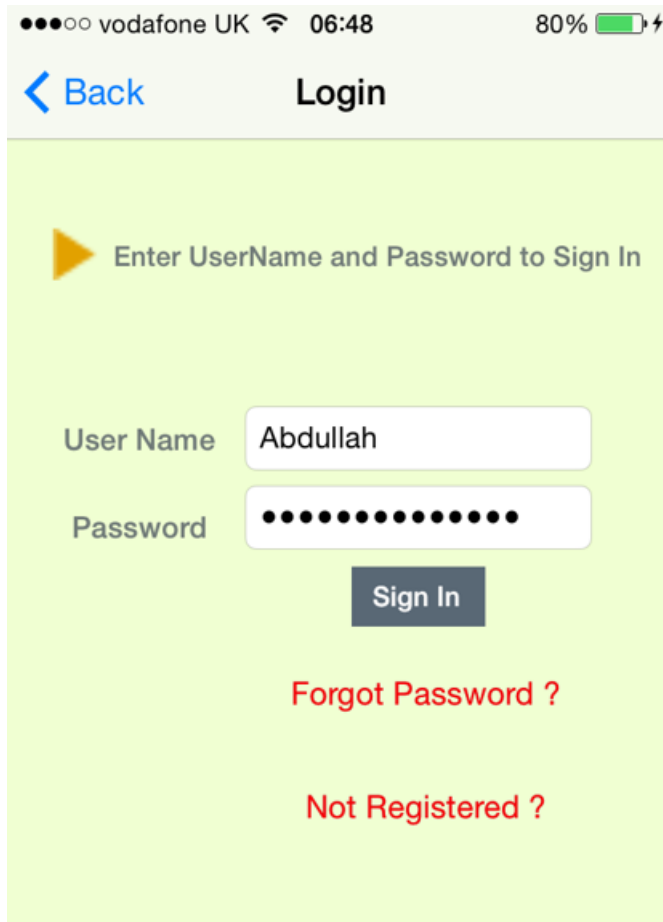 vodafone UK 06:48 80%
Back Login
Enter UserName and Password to Sign In
User Name Abdullah
Password ••••••••••••••
Sign In
Forgot Password ?
Not Registered ?